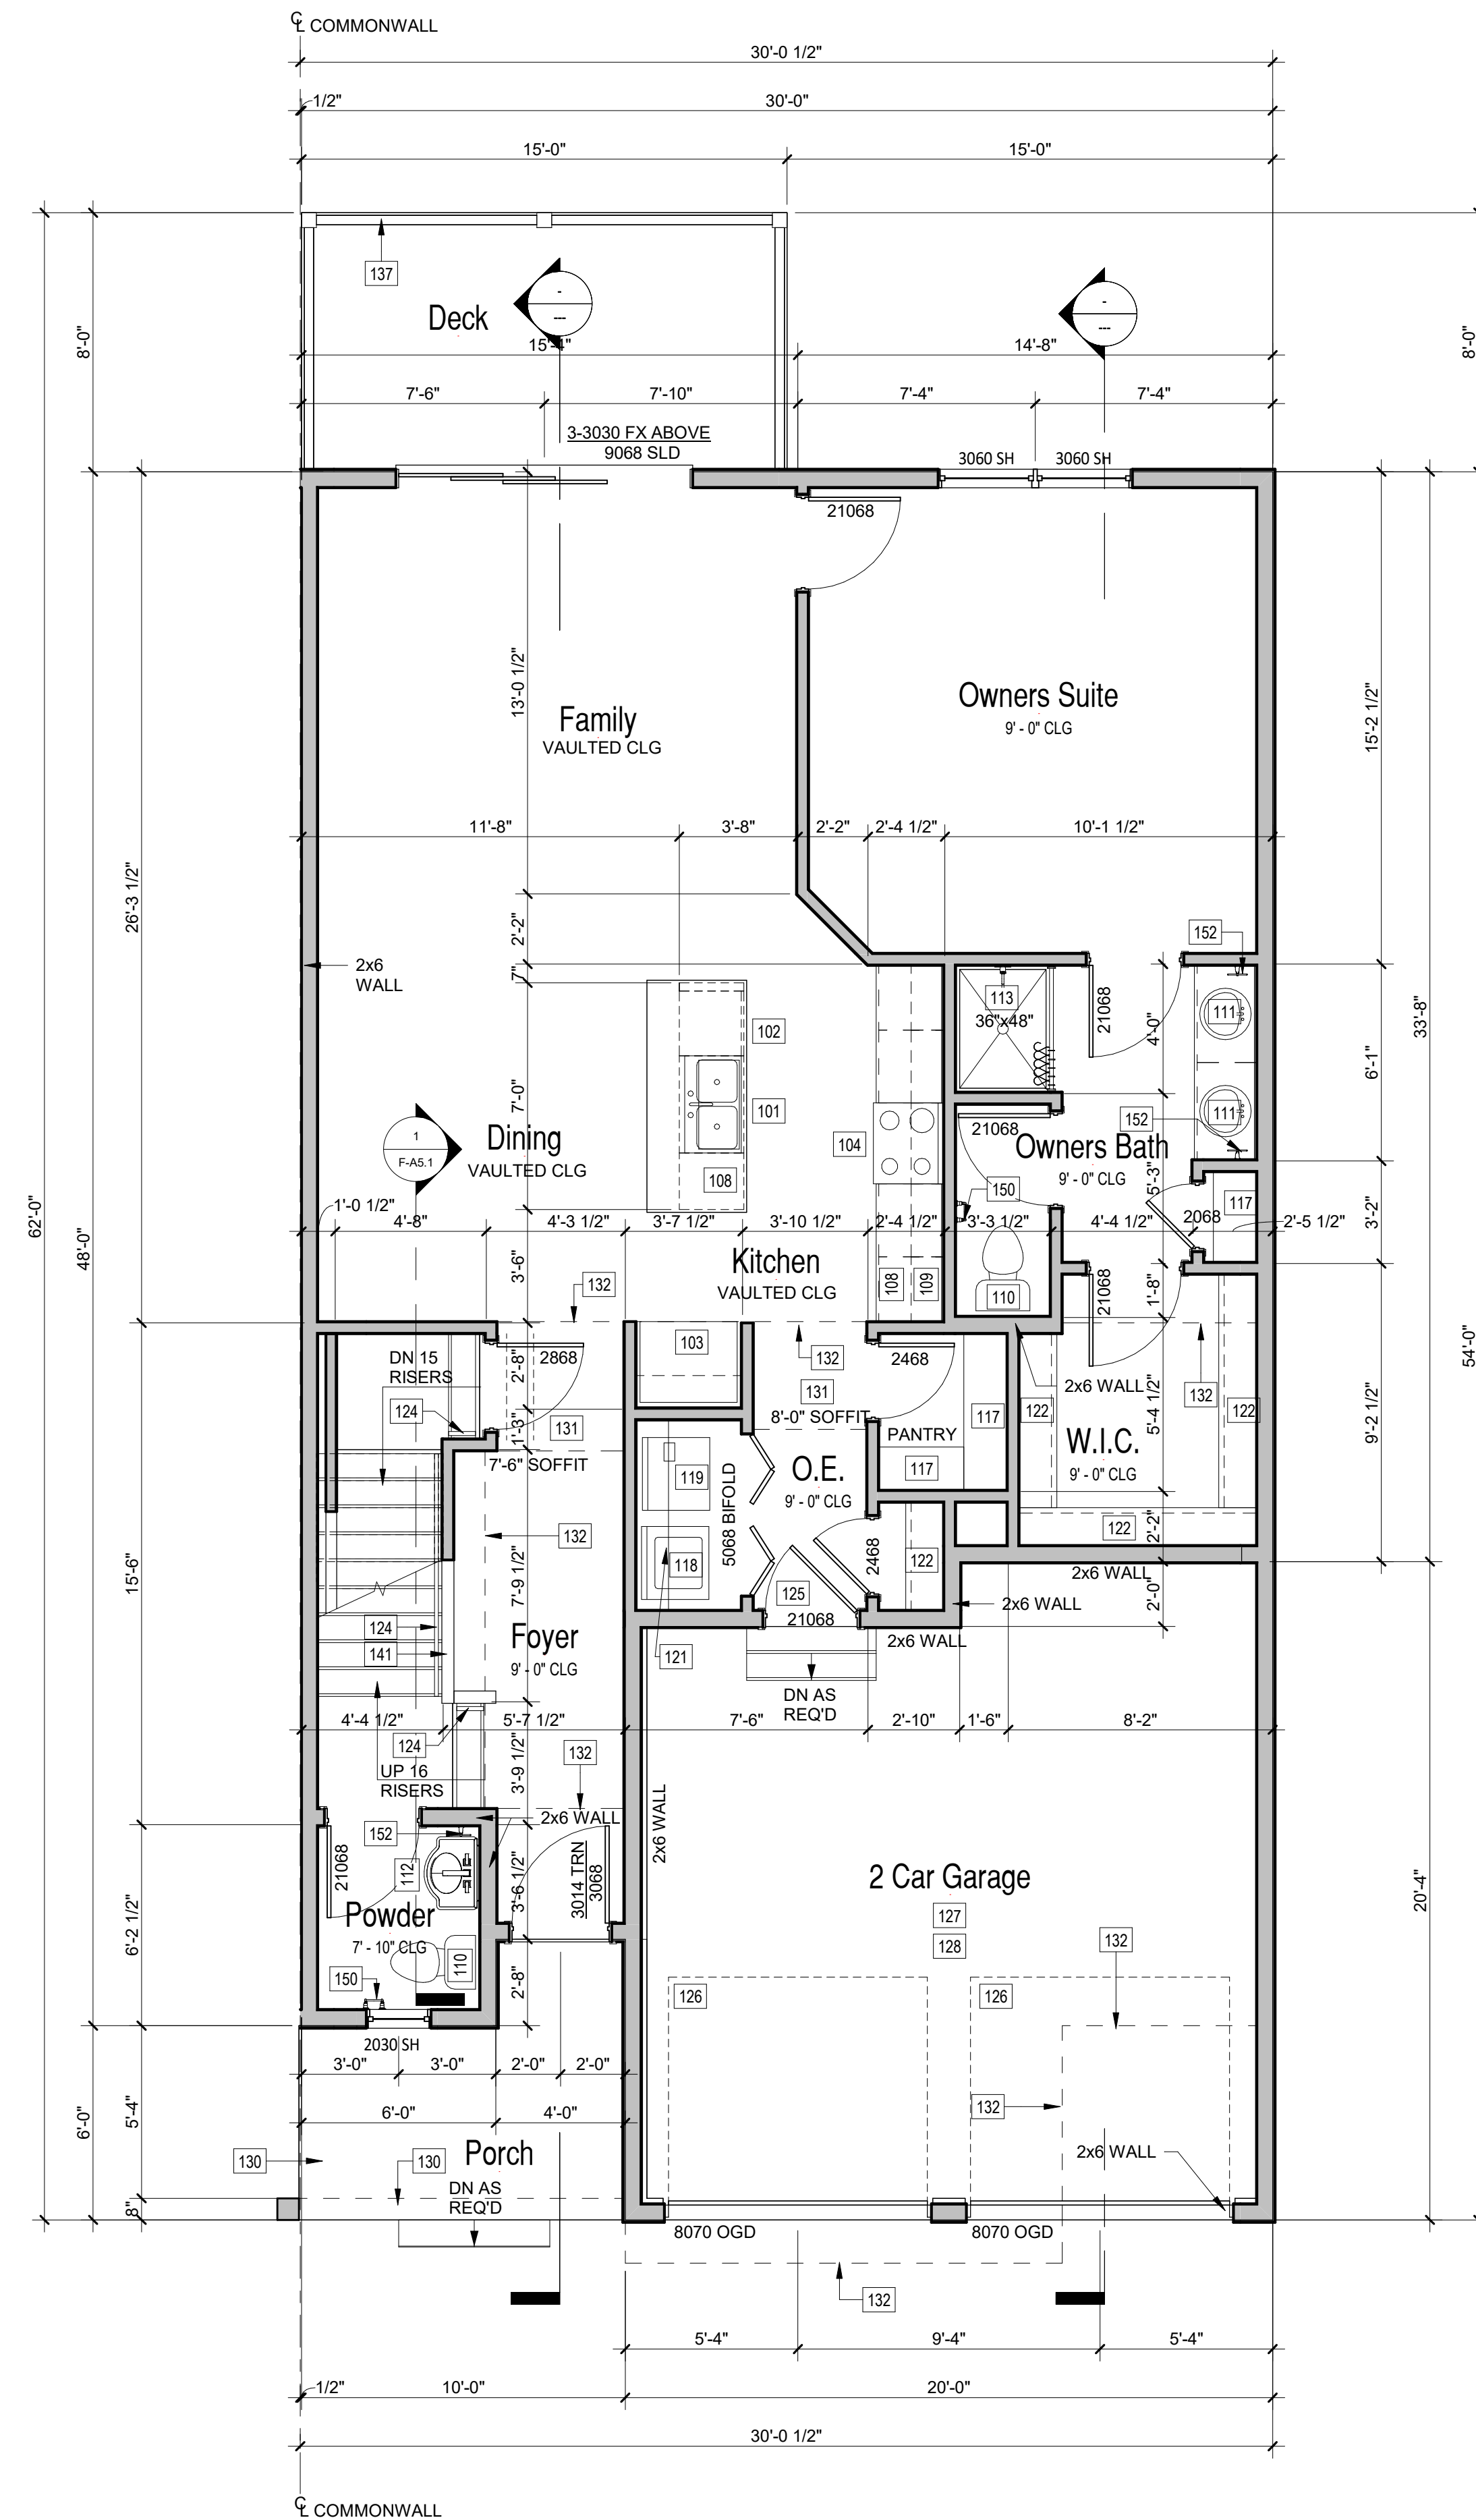 ℄ COMMONWALL
30'-0 1/2"
1/2"
30'-0"
15'-0"
15'-0"
137
Deck
-
---
-
---
8'-0"
8'-0"
15'-4"
14'-8"
7'-6"
7'-10"
7'-4"
7'-4"
3-3030 FX ABOVE
9068 SLD
3060 SH
3060 SH
21068
13'-0 1/2"
Family
VAULTED CLG
Owners Suite
9' - 0" CLG
15'-2 1/2"
11'-8"
3'-8"
2'-2"
2'-4 1/2"
10'-1 1/2"
26'-3 1/2"
2'-2"
152
2x6
WALL
7"
113
36"x48"
21068
4'-0"
111
33'-8"
102
6'-1"
7'-0"
101
111
152
1
F-A5.1
Dining
VAULTED CLG
104
21068
Owners Bath
9' - 0" CLG
5'-3"
108
150
117
62'-0"
48'-0"
1'-0 1/2"
4'-8"
4'-3 1/2"
3'-7 1/2"
3'-10 1/2"
2'-4 1/2"
3'-3 1/2"
4'-4 1/2"
2068
2'-5 1/2"
3'-2"
3'-6"
Kitchen
VAULTED CLG
132
108
109
110
21068
1'-8"
DN 15
RISERS
2868
2'-8"
103
132
2468
54'-0"
2x6 WALL
132
124
131
1'-3"
131
8'-0" SOFFIT
117
122
5'-4 1/2"
122
PANTRY
W.I.C.
9' - 0" CLG
9'-2 1/2"
7'-6" SOFFIT
119
5068 BIFOLD
O.E.
9' - 0" CLG
117
132
122
2'-2"
15'-6"
7'-9 1/2"
118
2468
122
2x6 WALL
125
21068
2x6 WALL
2'-0"
124
141
Foyer
9' - 0" CLG
121
2x6 WALL
DN AS
REQ'D
4'-4 1/2"
5'-7 1/2"
7'-6"
2'-10"
1'-6"
8'-2"
124
132
3'-9 1/2"
UP 16
RISERS
2x6 WALL
2x6 WALL
152
21068
112
3'-6 1/2"
3014 TRN
3068
2 Car Garage
127
128
20'-4"
Powder
7' - 10" CLG
110
6'-2 1/2"
150
2'-8"
132
126
126
2030 SH
3'-0"
3'-0"
2'-0"
2'-0"
6'-0"
5'-4"
6'-0"
4'-0"
132
130
130
Porch
DN AS
REQ'D
2x6 WALL
8"
8070 OGD
8070 OGD
132
5'-4"
9'-4"
5'-4"
1/2"
10'-0"
20'-0"
30'-0 1/2"
℄ COMMONWALL